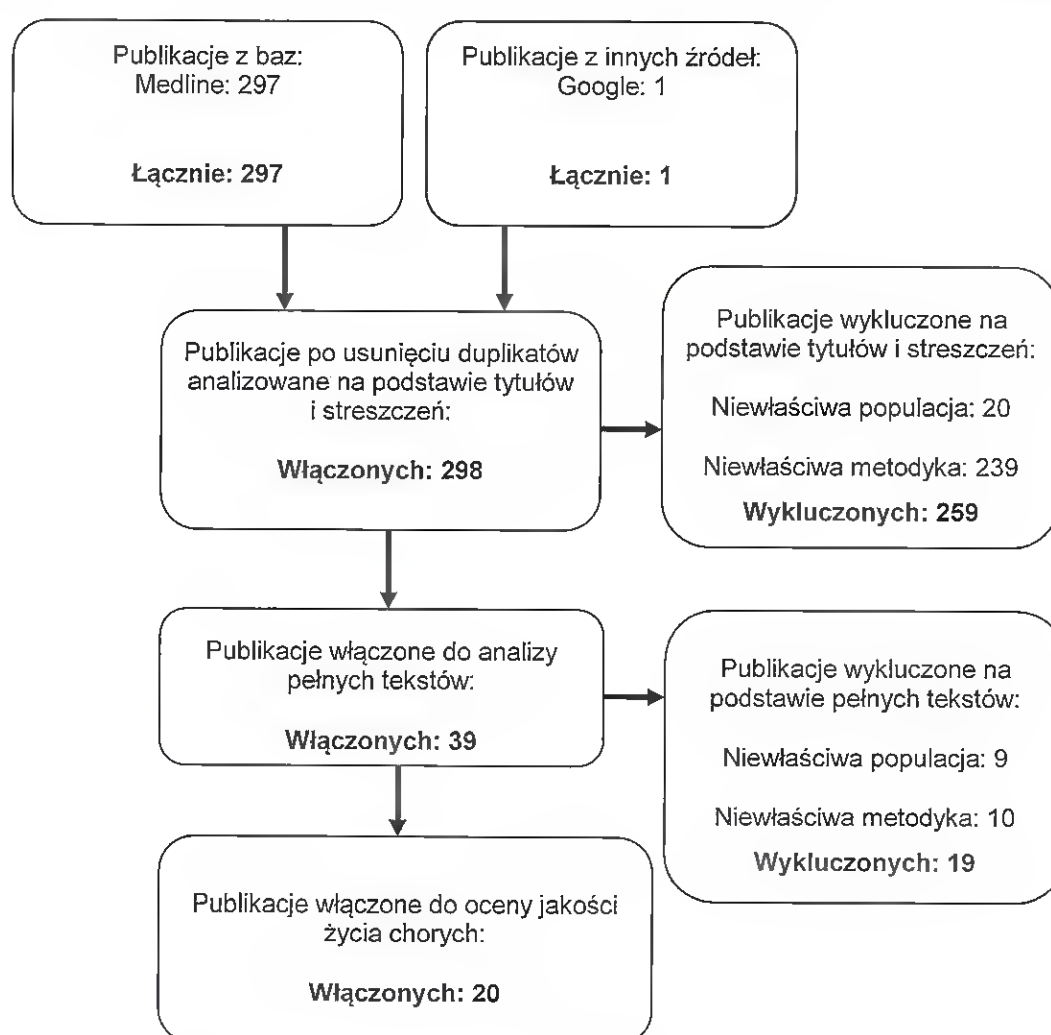 Publikacje z baz:
Medline: 297
Łącznie: 297
Publikacje z innych źródeł:
Google: 1
Łącznie: 1
Publikacje po usunięciu duplikatów
analizowane na podstawie tytułów
i streszczeń:
Włączonych: 298
Publikacje wykluczone na
podstawie tytułów i streszczeń:
Niewłaściwa populacja: 20
Niewłaściwa metodyka: 239
Wykluczonych: 259
Publikacje włączone do analizy
pełnych tekstów:
Włączonych: 39
Publikacje wykluczone na
podstawie pełnych tekstów:
Niewłaściwa populacja: 9
Niewłaściwa metodyka: 10
Wykluczonych: 19
Publikacje włączone do oceny jakości
życia chorych:
Włączonych: 20